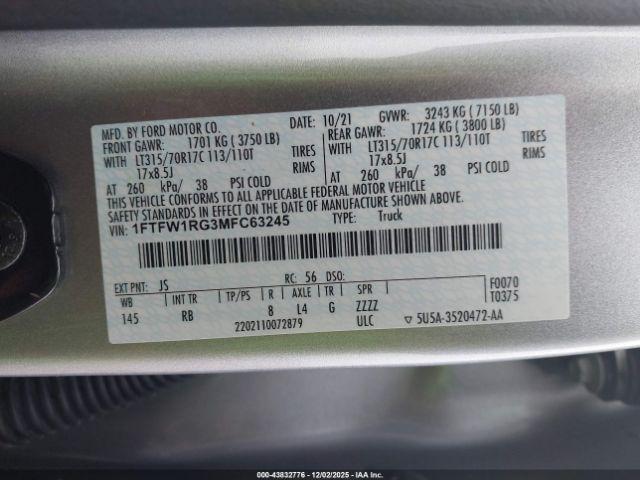 MFD. BY FORD MOTOR CO. DATE: 10/21 GVWR: 3243 KG ( 7150 LB)
FRONT GAWR: 1701 KG ( 3750 LB) REAR GAWR: 1724 KG ( 3800 LB)
WITH LT315/70R17C 113/110T TIRES WITH LT315/70R17C 113/110T TIRES
17x8.5J RIMS 17x8.5J RIMS
AT 260 kPa/ 38 PSI COLD AT 260 kPa/ 38 PSI COLD
THIS VEHICLE CONFORMS TO ALL APPLICABLE FEDERAL MOTOR VEHICLE
SAFETY STANDARDS IN EFFECT ON THE DATE OF MANUFACTURE SHOWN ABOVE.
VIN: 1FTFW1RG3MFC63245 TYPE: Truck
EXT PNT: JS RC: 56 DSO: F0070
WB INT TR TP/PS R AXLE TR SPR T0375
145 RB 8 L4 G ZZZZ
2202110072879 ULC ▽ 5U5A-3520472-AA
000-43832776 - 12/02/2025 - IAAI.CA